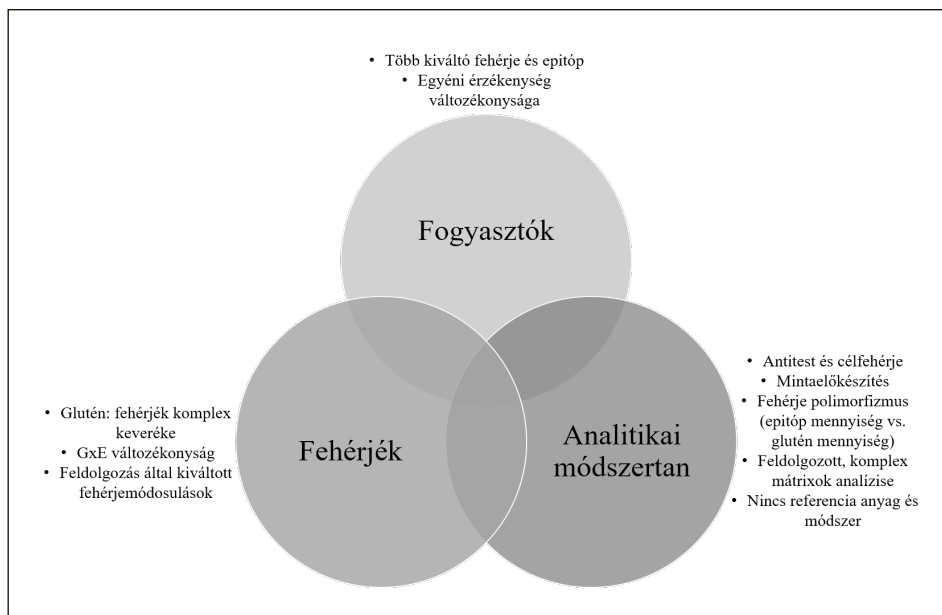 • Több kiváltó fehérje és epitóp
• Egyéni érzékenység
változékonysága
Fogyasztók
• Glutén: fehérjék komplex
keveréke
• GxE változékonyság
• Feldolgozás által kiváltott
fehérjemódosulások
Fehérjék
Analitikai
módszertan
• Antitest és célfehérje
• Mintaelőkészítés
• Fehérje polimorfizmus
(epitóp mennyiség vs.
glutén mennyiség)
• Feldolgozott, komplex
mátrixok analízise
• Nincs referencia anyag és
módszer